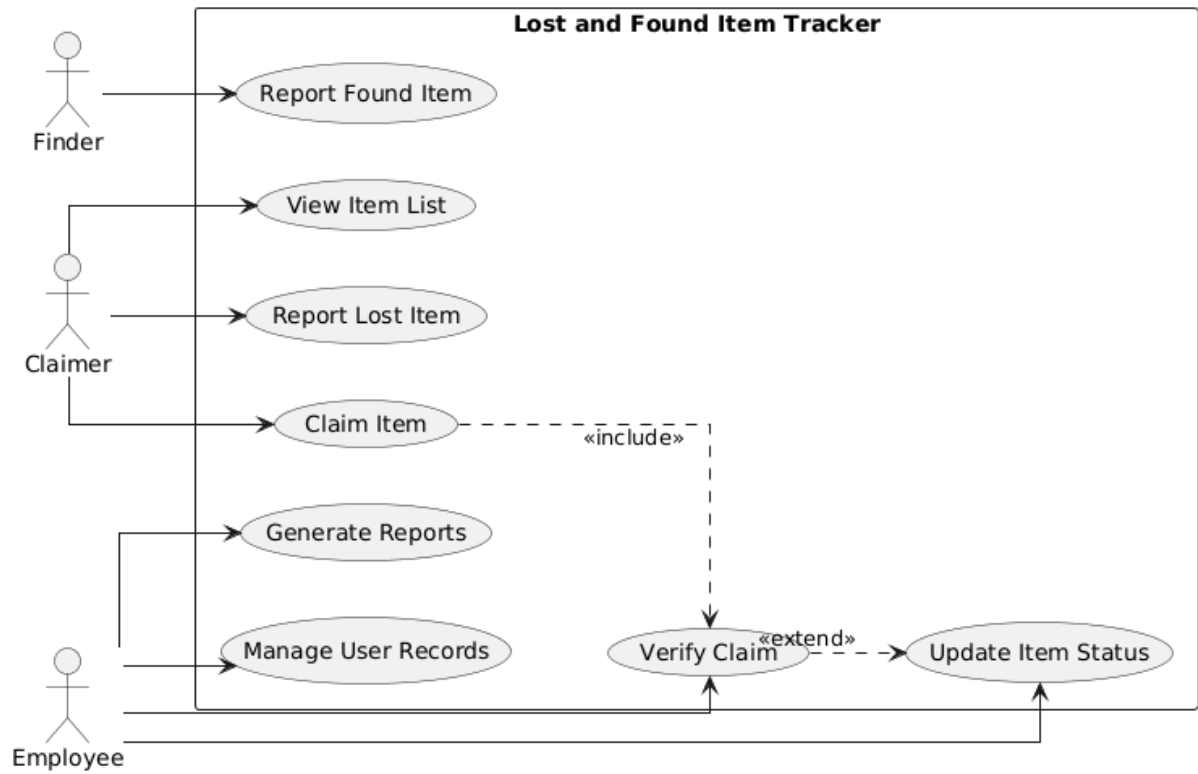 Lost and Found Item Tracker
Report Found Item
Finder
View Item List
Report Lost Item
Claimer
Claim Item
«include»
Generate Reports
Manage User Records
«extend»
Verify Claim
Update Item Status
Employee